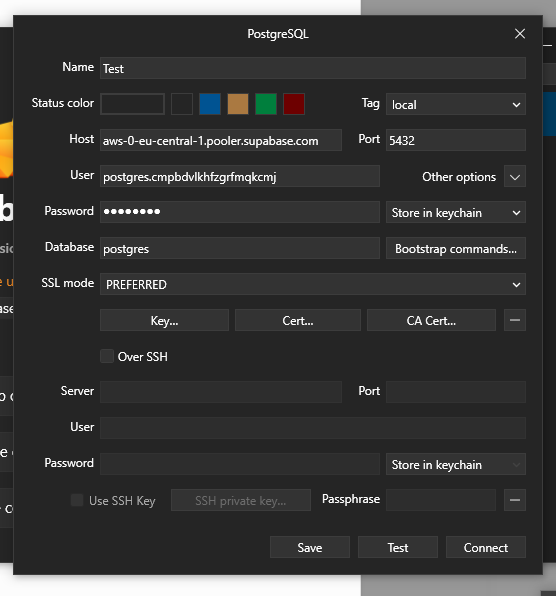 PostgreSQL
Name Test
Status color Tag local
Host aws-0-eu-central-1.pooler.supabase.com Port 5432
User postgres.cmpbdvlkhfzgrfmqkcmj Other options
Password ●●●●●●●● Store in keychain
Database postgres Bootstrap commands...
SSL mode PREFERRED
Key... Cert... CA Cert...
Over SSH
Server Port
User
Password Store in keychain
Use SSH Key SSH private key... Passphrase
Save Test Connect